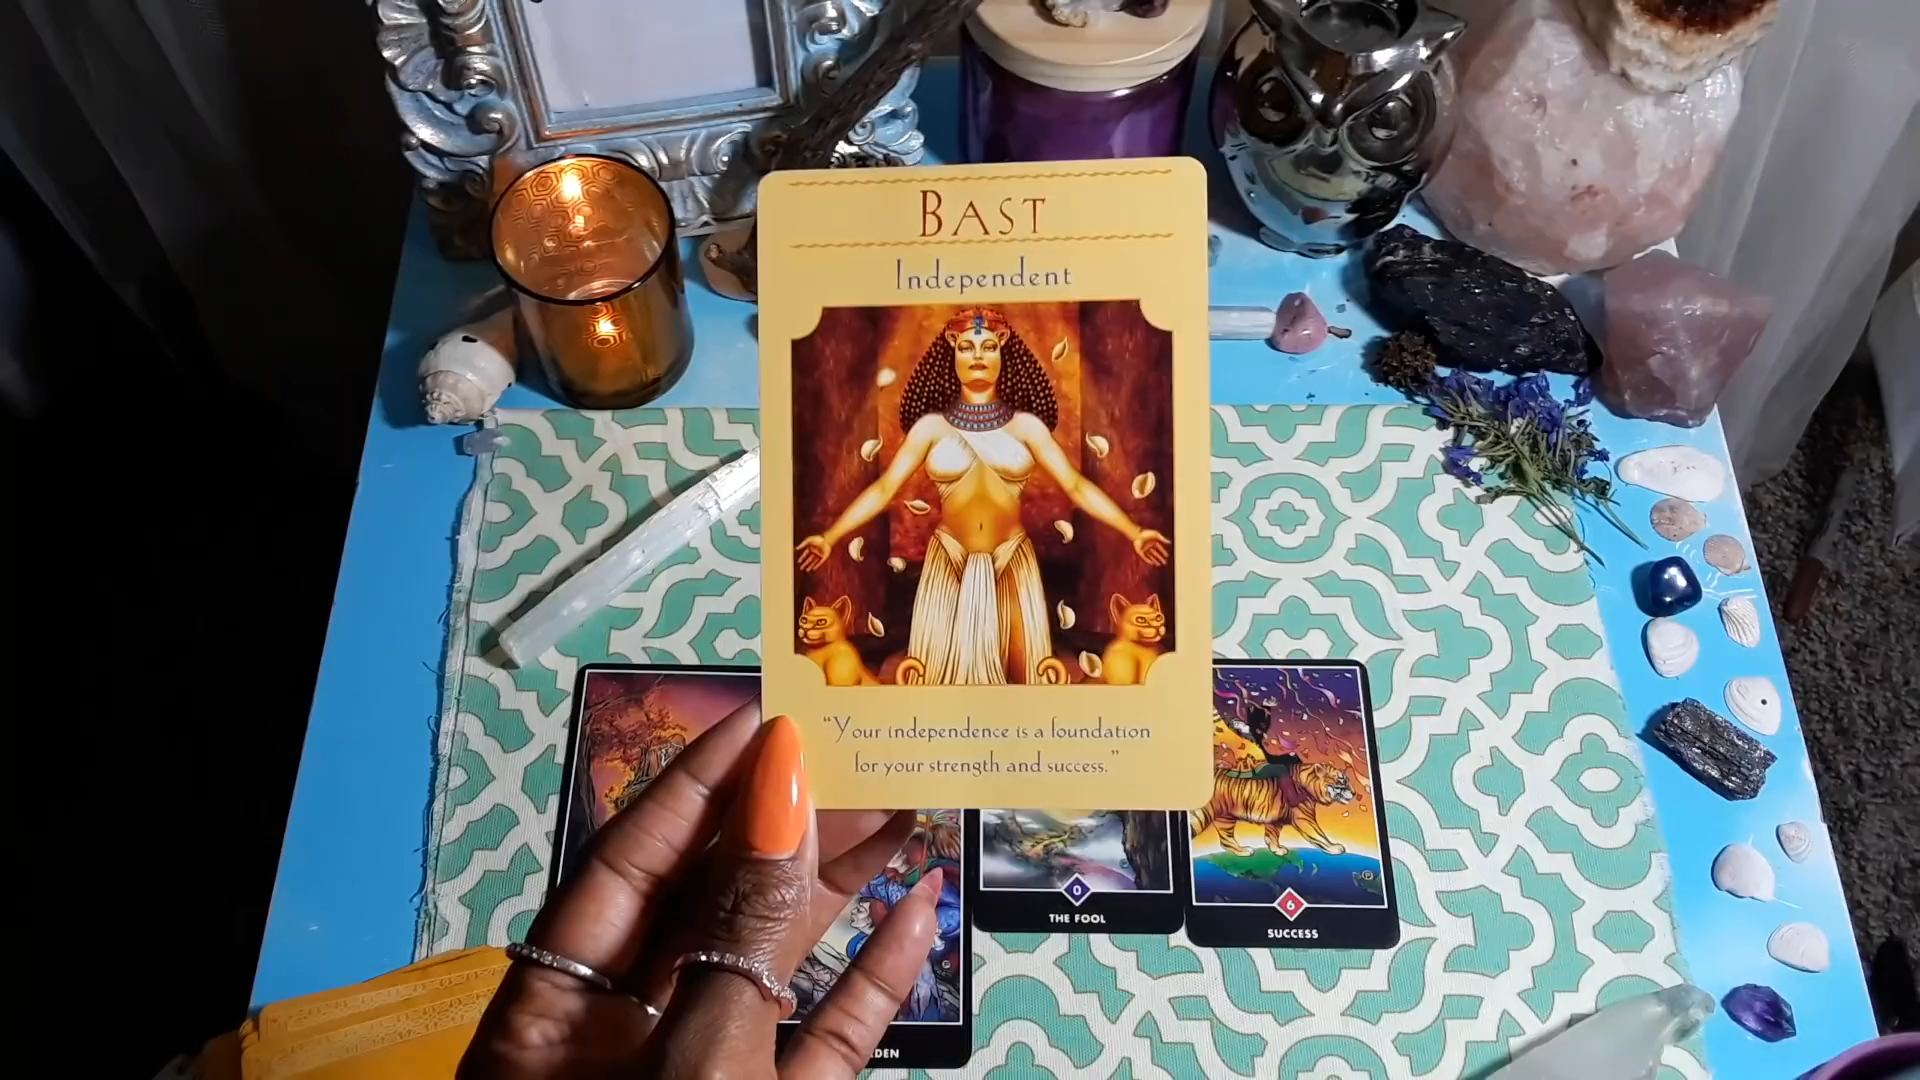 BAST
Independent
"Your independence is a foundation
for your strength and success."
0
THE FOOL
6
SUCCESS